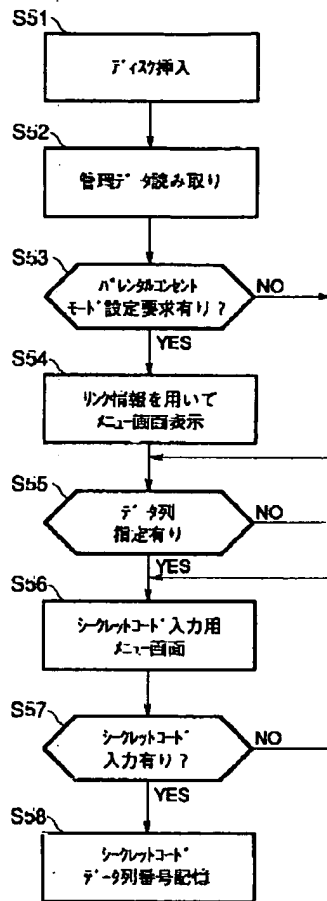 S51
ディスク挿入
S52
管理データ読み取り
S53
パレンタルコンセント
モード設定要求有り?
NO
YES
S54
リンク情報を用いて
メニュー画面表示
S55
データ列
指定有り
NO
YES
S56
シークレットコード入力用
メニュー画面
S57
シークレットコード
入力有り?
NO
YES
S58
シークレットコード
データ列番号記憶